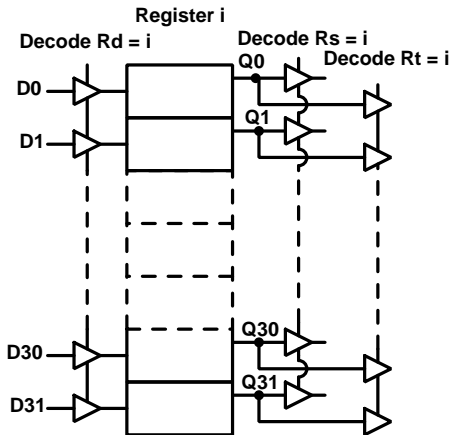 Register i
Decode Rd = i
Decode Rs = i
Decode Rt = i
D0
Q0
D1
Q1
D30
Q30
D31
Q31